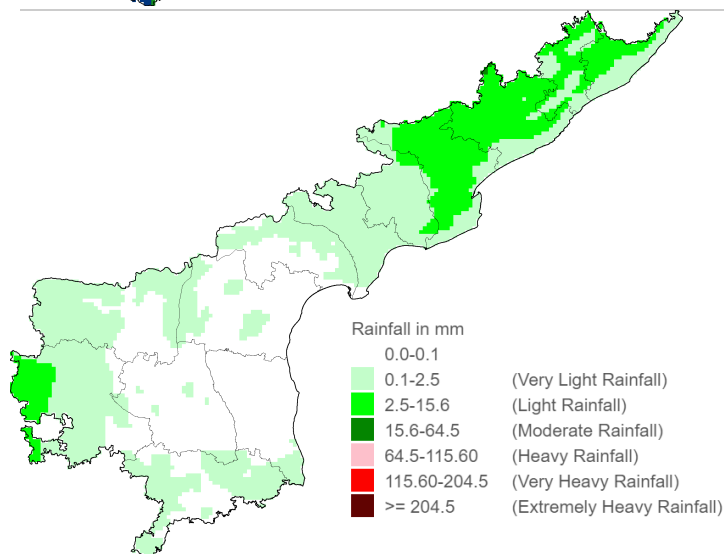 Rainfall in mm
0.0-0.1
0.1-2.5 (Very Light Rainfall)
2.5-15.6 (Light Rainfall)
15.6-64.5 (Moderate Rainfall)
64.5-115.60 (Heavy Rainfall)
115.60-204.5 (Very Heavy Rainfall)
>= 204.5 (Extremely Heavy Rainfall)